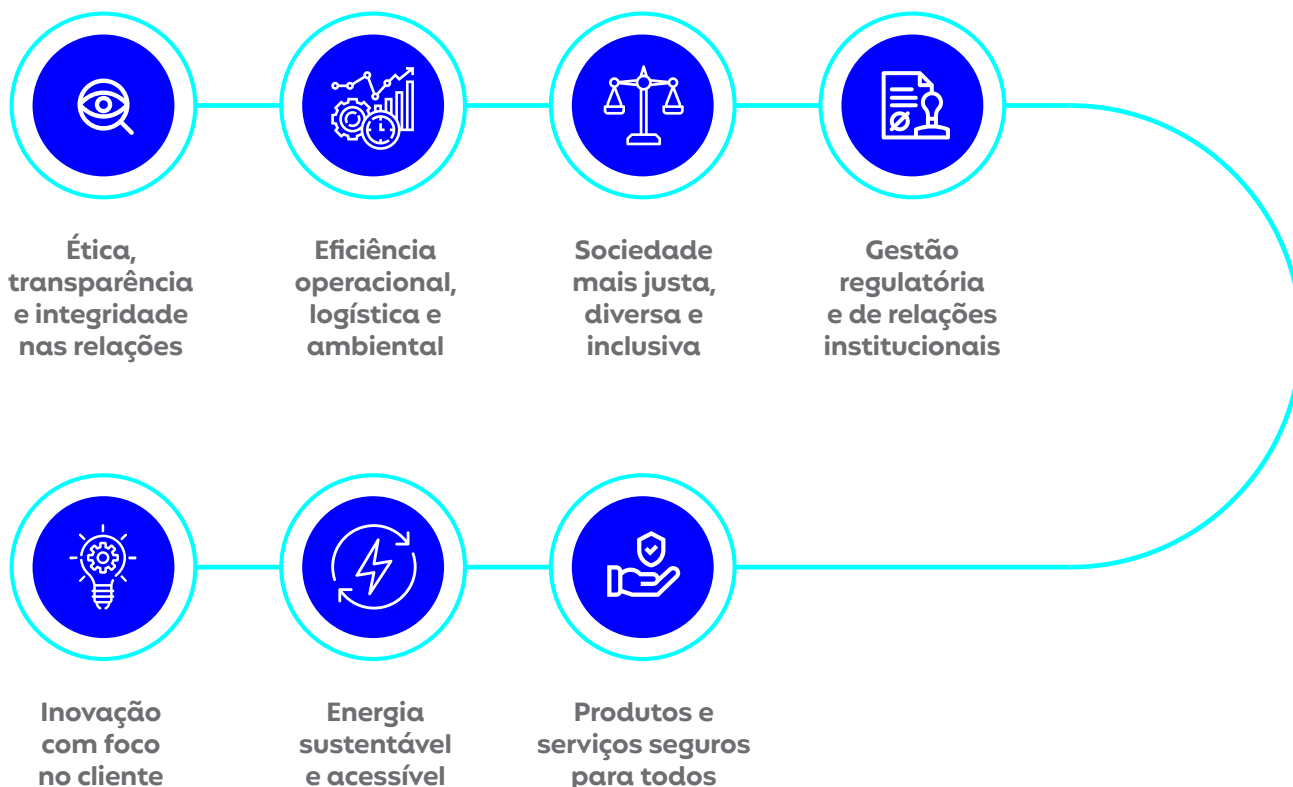 Ética,
transparência
e integridade
nas relações
Eficiência
operacional,
logística e
ambiental
Sociedade
mais justa,
diversa e
inclusiva
Gestão
regulatória
e de relações
institucionais
Inovação
com foco
no cliente
Energia
sustentável
e acessível
Produtos e
serviços seguros
para todos